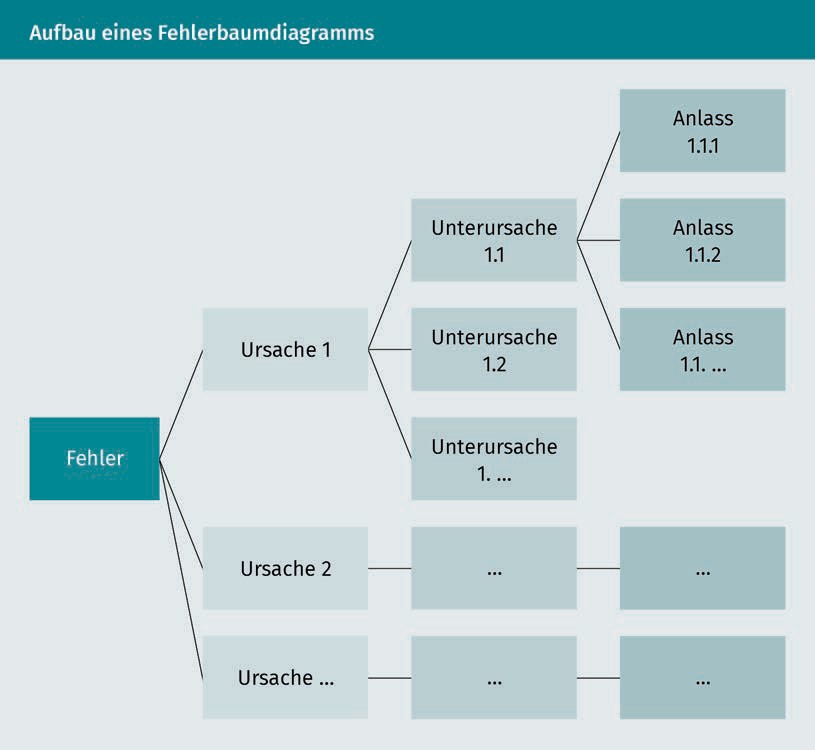 Aufbau eines Fehlerbaumdiagramms
Anlass
1.1.1
Unterursache
1.1
Anlass
1.1.2
Ursache 1
Unterursache
1.2
Anlass
1.1. ...
Fehler
Unterursache
1. ...
Ursache 2
...
...
Ursache ...
...
...